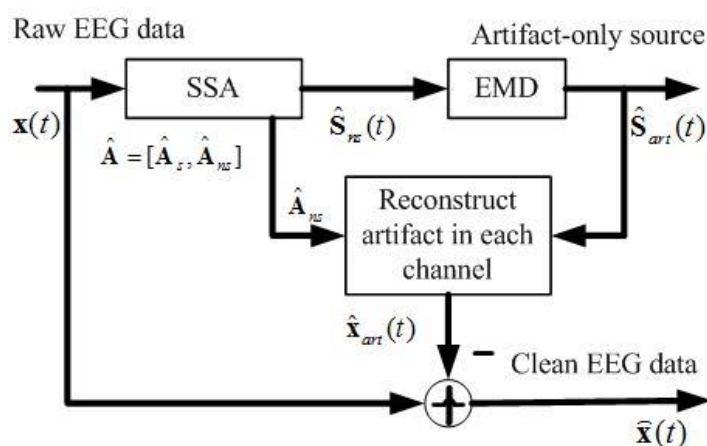 Raw EEG data
Artifact-only source
SSA
EMD
𝐱(t)
Ŝ_ns(t)
Ŝ_art(t)
Â = [Â_s, Â_ns]
Â_ns
Reconstruct
artifact in each
channel
x̂_art(t)
−
Clean EEG data
+
x̄(t)